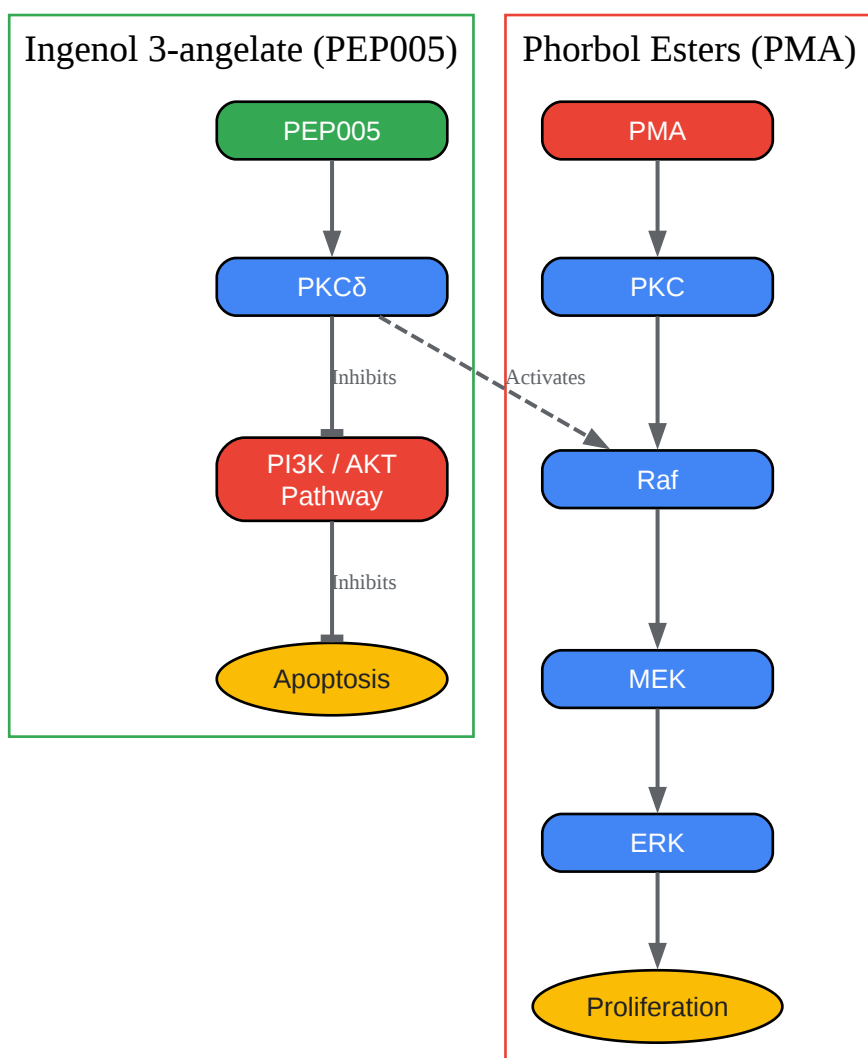 Ingenol 3-angelate (PEP005)
PEP005
PKCδ
Inhibits
PI3K / AKT
Pathway
Inhibits
Apoptosis
Phorbol Esters (PMA)
PMA
PKC
Activates
Raf
MEK
ERK
Proliferation